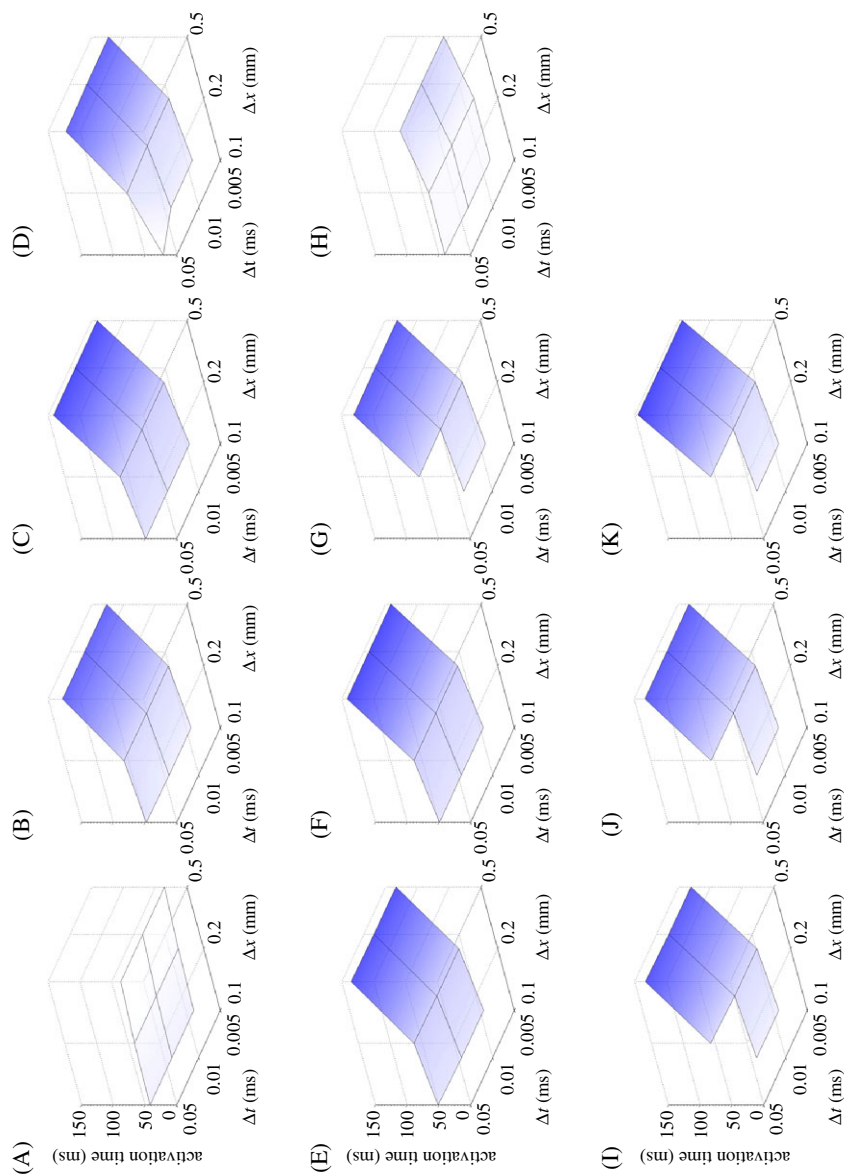 (A)
(B)
(C)
(D)
activation time (ms)
150
100
50
0
0.05
0.01
0.005
0.1
0.2
0.5
Δt (ms)
Δx (mm)
0.05
0.01
0.005
0.1
0.2
0.5
Δt (ms)
Δx (mm)
0.05
0.01
0.005
0.1
0.2
0.5
Δt (ms)
Δx (mm)
0.05
0.01
0.005
0.1
0.2
0.5
Δt (ms)
Δx (mm)
(E)
(F)
(G)
(H)
activation time (ms)
150
100
50
0
0.05
0.01
0.005
0.1
0.2
0.5
Δt (ms)
Δx (mm)
0.05
0.01
0.005
0.1
0.2
0.5
Δt (ms)
Δx (mm)
0.05
0.01
0.005
0.1
0.2
0.5
Δt (ms)
Δx (mm)
0.05
0.01
0.005
0.1
0.2
0.5
Δt (ms)
Δx (mm)
(I)
(J)
(K)
activation time (ms)
150
100
50
0
0.05
0.01
0.005
0.1
0.2
0.5
Δt (ms)
Δx (mm)
0.05
0.01
0.005
0.1
0.2
0.5
Δt (ms)
Δx (mm)
0.05
0.01
0.005
0.1
0.2
0.5
Δt (ms)
Δx (mm)